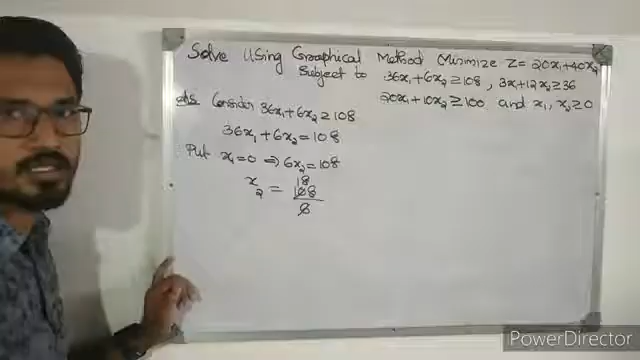 Solve Using Graphical Method Minimize Z = 20x₁+40x₂
Subject to 36x₁+6x₂ ≥ 108, 3x₁+12x₂ ≥ 36
20x₁+10x₂ ≥ 100 and x₁, x₂ ≥ 0
Ans Consider 36x₁+6x₂ ≥ 108
36x₁+6x₂ = 108
Put x₁=0 ⇒ 6x₂ = 108
18
x₂ = 108
6
PowerDirector